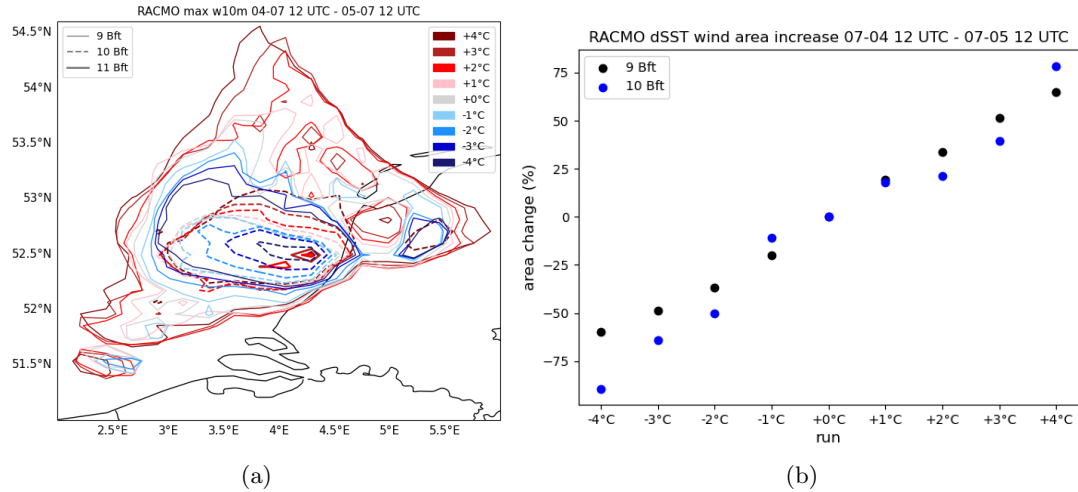 RACMO max w10m 04-07 12 UTC - 05-07 12 UTC
54.5°N
54°N
53.5°N
53°N
52.5°N
52°N
51.5°N
9 Bft
10 Bft
11 Bft
+4°C
+3°C
+2°C
+1°C
+0°C
-1°C
-2°C
-3°C
-4°C
2.5°E
3°E
3.5°E
4°E
4.5°E
5°E
5.5°E
(a)
RACMO dSST wind area increase 07-04 12 UTC - 07-05 12 UTC
9 Bft
10 Bft
area change (%)
75
50
25
0
−25
−50
−75
-4°C
-3°C
-2°C
-1°C
+0°C
+1°C
+2°C
+3°C
+4°C
run
(b)